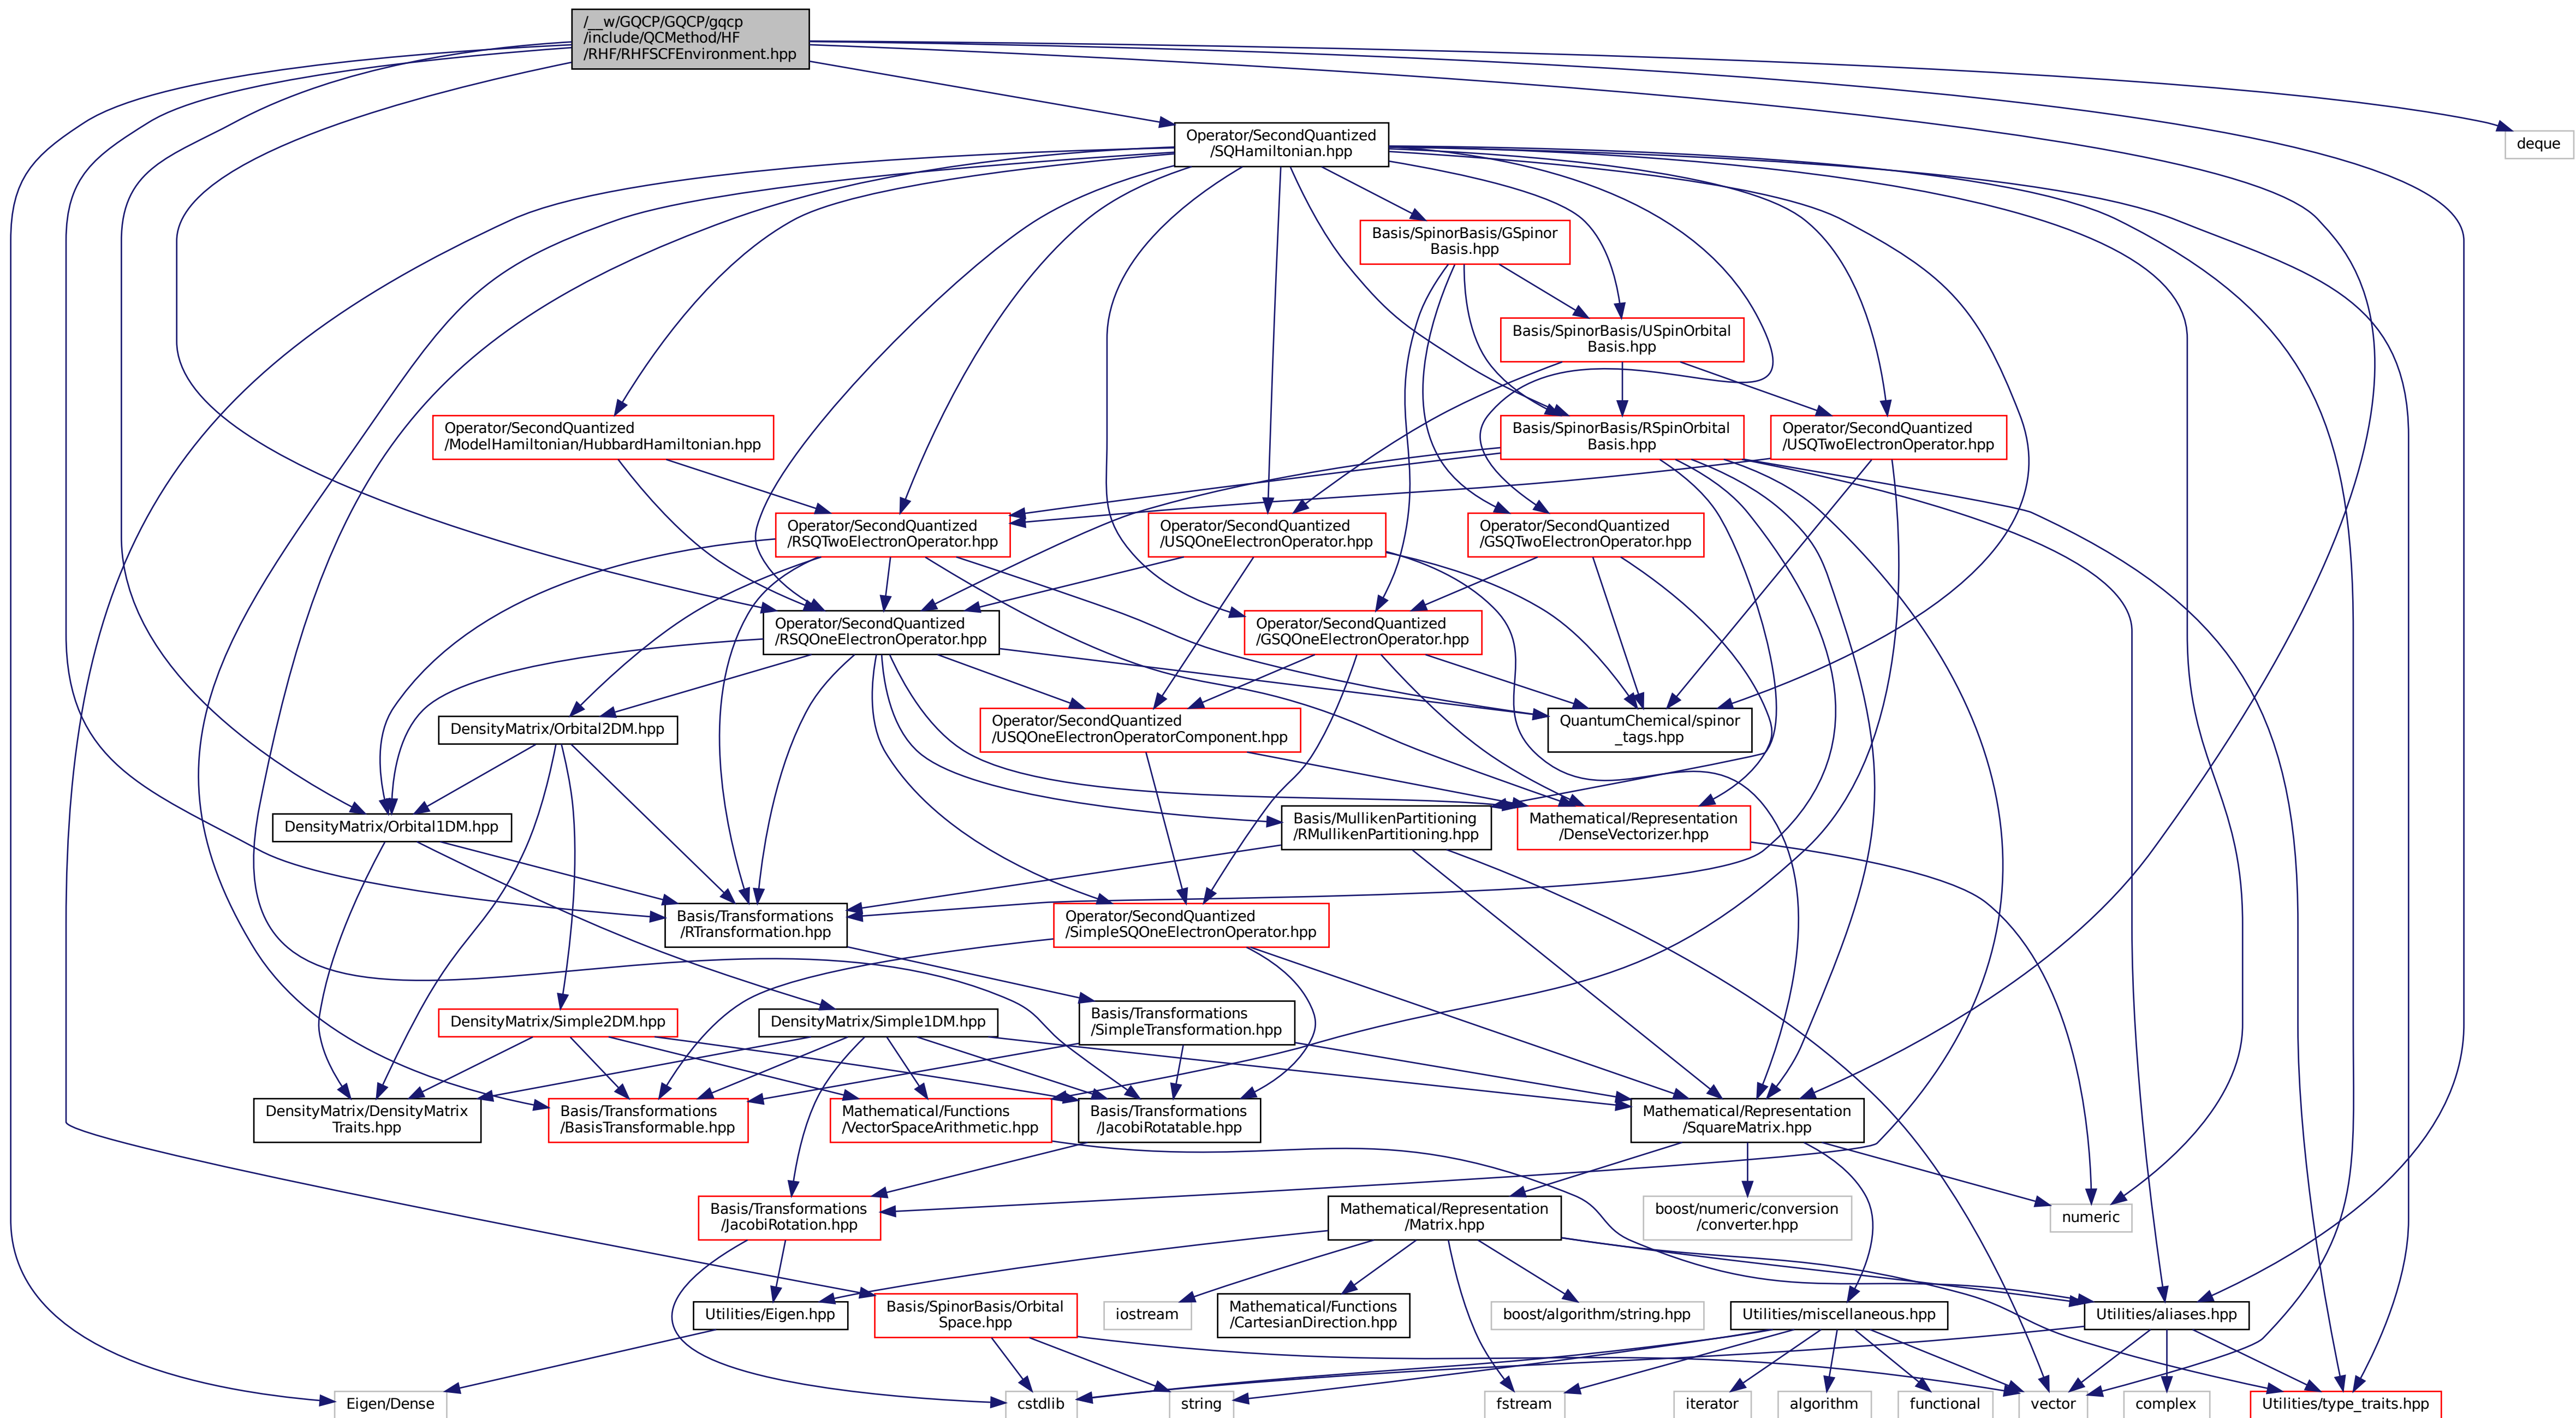 /__w/GQCP/GQCP/gqcp
/include/QCMethod/HF
/RHF/RHFSCFEnvironment.hpp
Operator/SecondQuantized
/SQHamiltonian.hpp
deque
Basis/SpinorBasis/GSpinor
Basis.hpp
Basis/SpinorBasis/USpinOrbital
Basis.hpp
Operator/SecondQuantized
/ModelHamiltonian/HubbardHamiltonian.hpp
Basis/SpinorBasis/RSpinOrbital
Basis.hpp
Operator/SecondQuantized
/USQTwoElectronOperator.hpp
Operator/SecondQuantized
/RSQTwoElectronOperator.hpp
Operator/SecondQuantized
/USQOneElectronOperator.hpp
Operator/SecondQuantized
/GSQTwoElectronOperator.hpp
Operator/SecondQuantized
/RSQOneElectronOperator.hpp
Operator/SecondQuantized
/GSQOneElectronOperator.hpp
DensityMatrix/Orbital2DM.hpp
Operator/SecondQuantized
/USQOneElectronOperatorComponent.hpp
QuantumChemical/spinor
_tags.hpp
DensityMatrix/Orbital1DM.hpp
Basis/MullikenPartitioning
/RMullikenPartitioning.hpp
Mathematical/Representation
/DenseVectorizer.hpp
Basis/Transformations
/RTransformation.hpp
Operator/SecondQuantized
/SimpleSQOneElectronOperator.hpp
DensityMatrix/Simple2DM.hpp
DensityMatrix/Simple1DM.hpp
Basis/Transformations
/SimpleTransformation.hpp
DensityMatrix/DensityMatrix
Traits.hpp
Basis/Transformations
/BasisTransformable.hpp
Mathematical/Functions
/VectorSpaceArithmetic.hpp
Basis/Transformations
/JacobiRotatable.hpp
Mathematical/Representation
/SquareMatrix.hpp
Basis/Transformations
/JacobiRotation.hpp
Mathematical/Representation
/Matrix.hpp
boost/numeric/conversion
/converter.hpp
numeric
Utilities/Eigen.hpp
Basis/SpinorBasis/Orbital
Space.hpp
iostream
Mathematical/Functions
/CartesianDirection.hpp
boost/algorithm/string.hpp
Utilities/miscellaneous.hpp
Utilities/aliases.hpp
Eigen/Dense
cstdlib
string
fstream
iterator
algorithm
functional
vector
complex
Utilities/type_traits.hpp